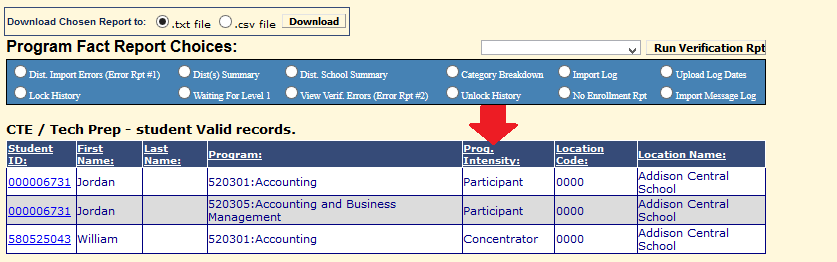 Download Chosen Report to: .txt file .csv file Download
Program Fact Report Choices: Run Verification Rpt
Dist. Import Errors (Error Rpt #1) Dist(s) Summary Dist. School Summary Category Breakdown Import Log Upload Log Dates
Lock History Waiting For Level 1 View Verif. Errors (Error Rpt #2) Unlock History No Enrollment Rpt Import Message Log
CTE / Tech Prep - student Valid records.
Student First Last Program: Prog. Location Location Name:
ID: Name: Name: Intensity: Code:
000006731 Jordan 520301:Accounting Participant 0000 Addison Central
School
000006731 Jordan 520305:Accounting and Business Participant 0000 Addison Central
Management School
580525043 William 520301:Accounting Concentrator 0000 Addison Central
School